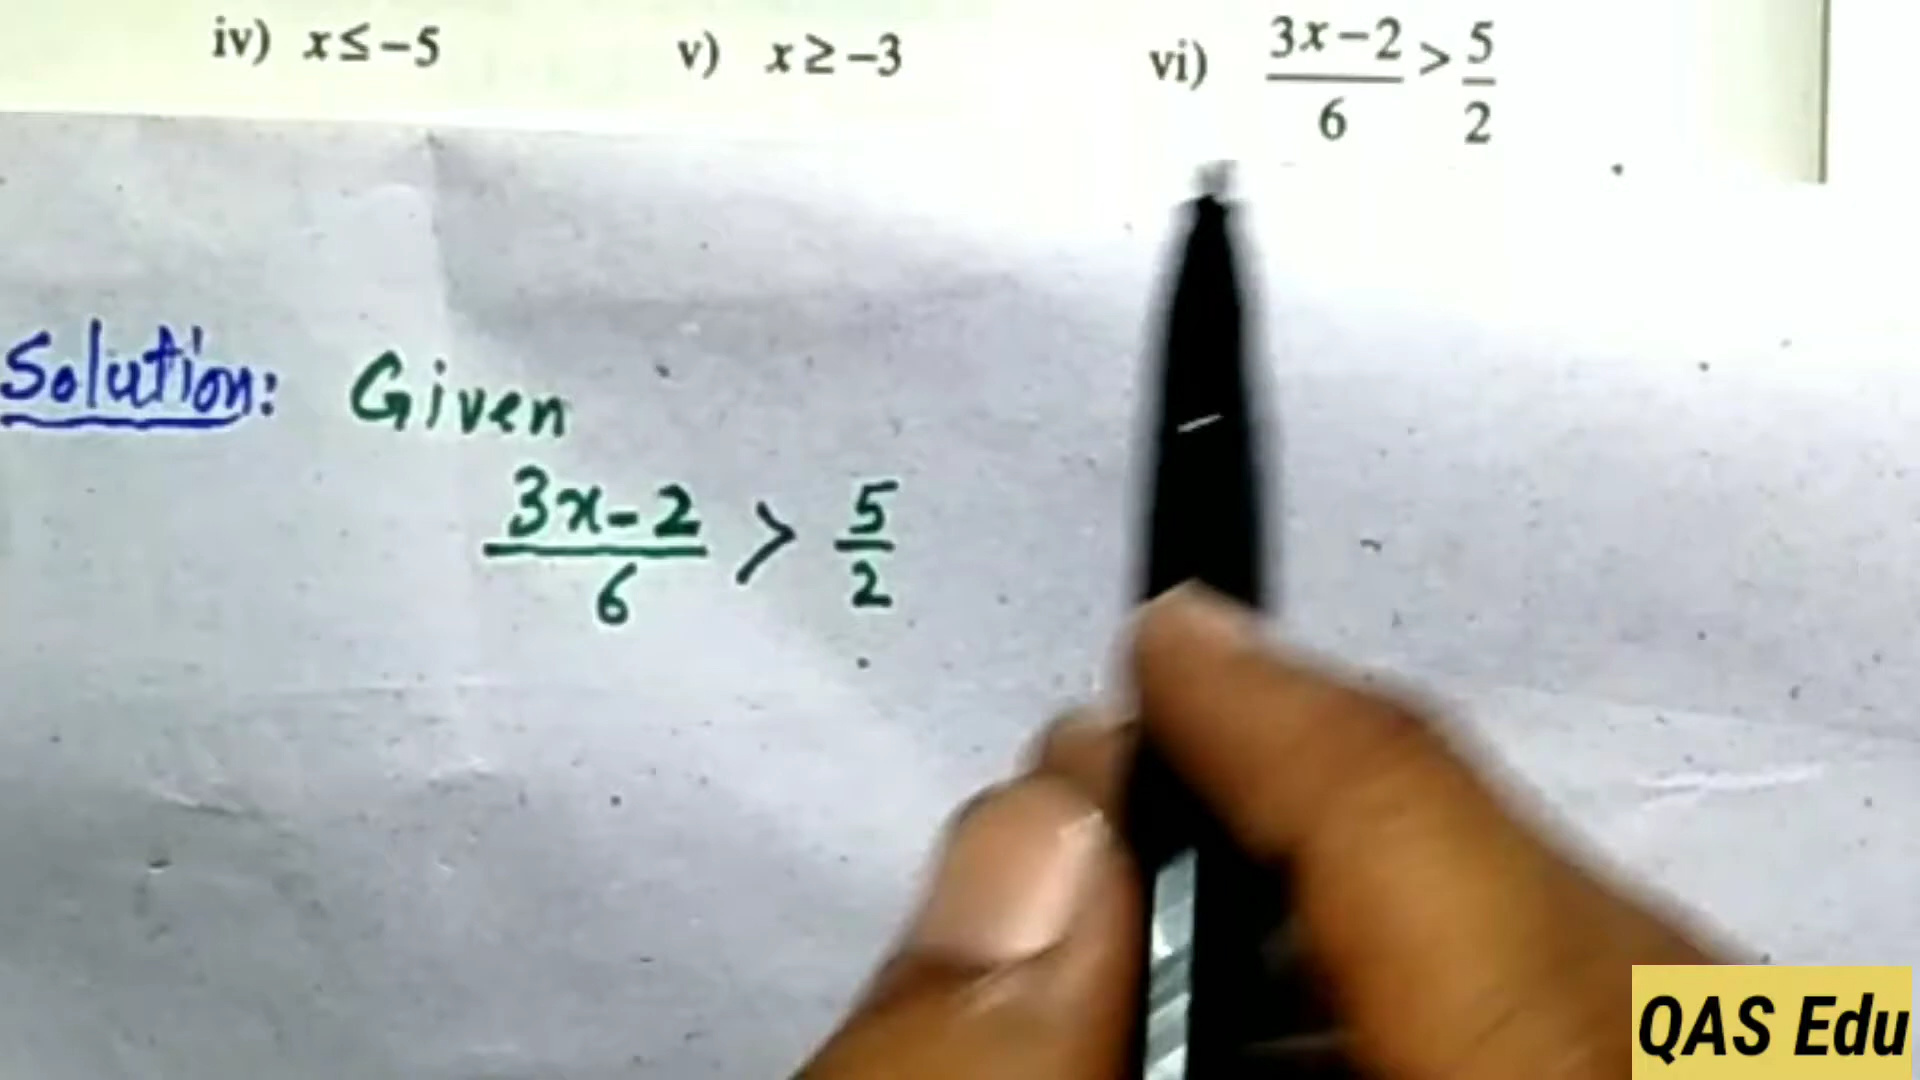 iv) x ≤ −5 v) x ≥ −3 vi) (3x − 2)/6 > 5/2
Solution: Given
(3x - 2)/6 > 5/2
QAS Edu